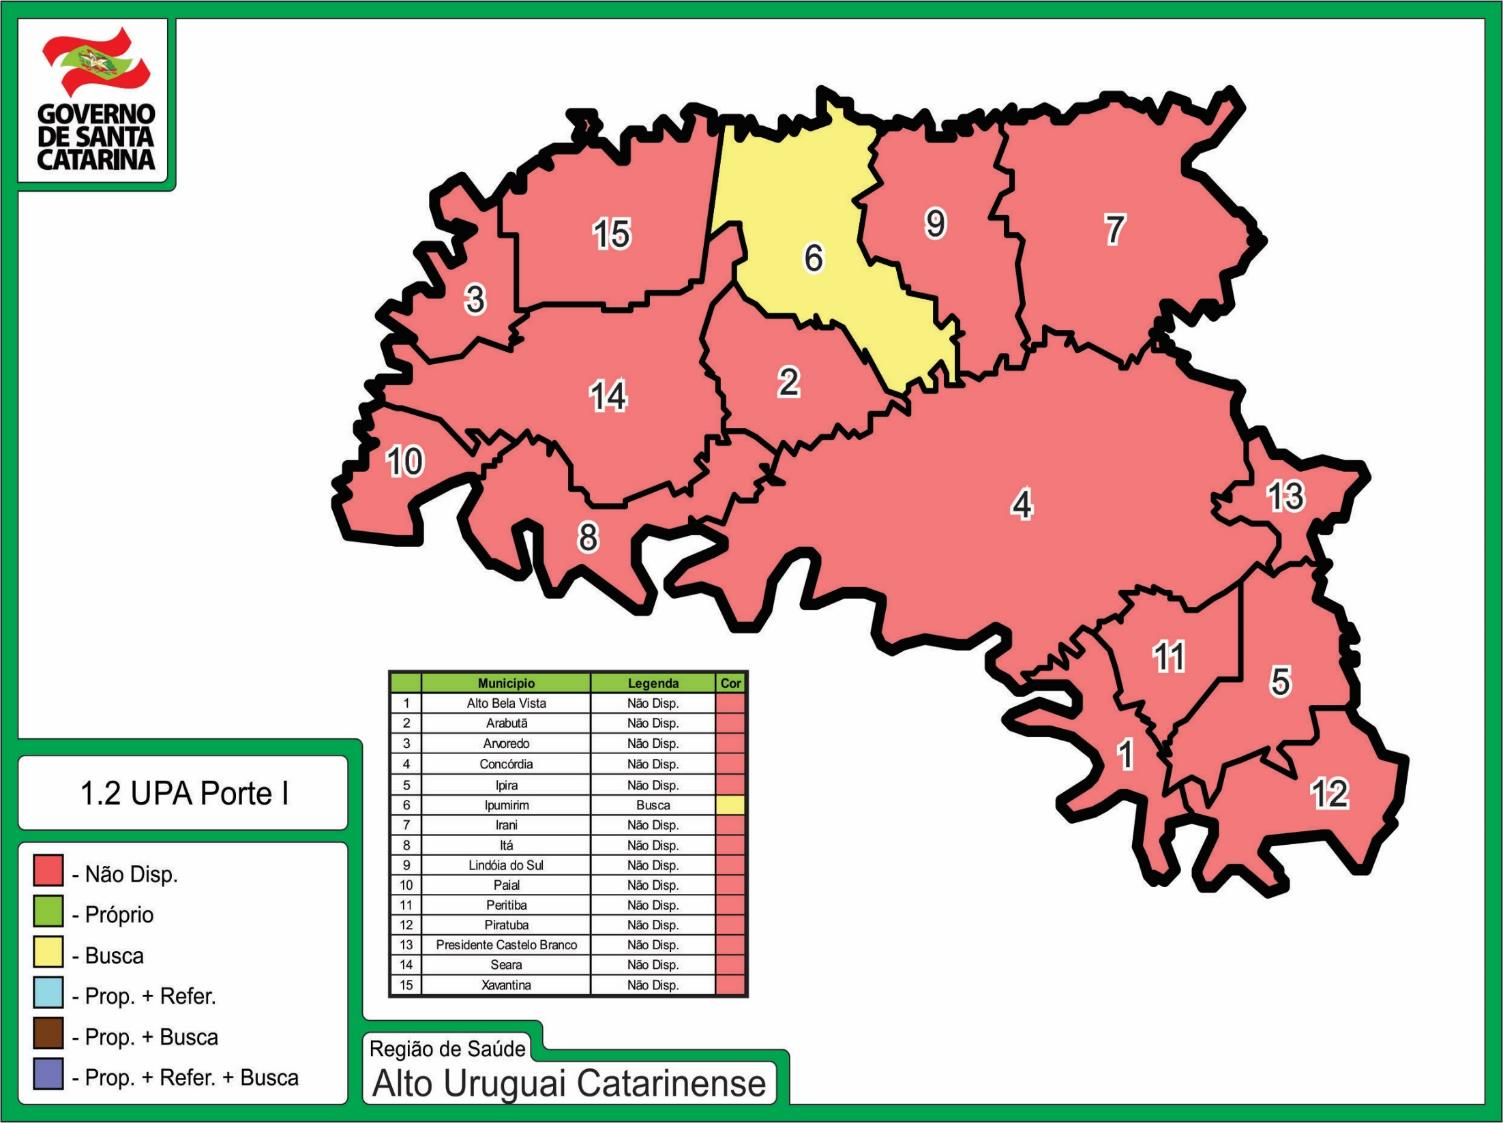 GOVERNO
DE SANTA
CATARINA
15
6
9
7
3
14
2
10
4
13
8
11
5
1
12
Município Legenda Cor
1 Alto Bela Vista Não Disp.
2 Arabutã Não Disp.
3 Arvoredo Não Disp.
4 Concórdia Não Disp.
5 Ipira Não Disp.
6 Ipumirim Busca
7 Irani Não Disp.
8 Itá Não Disp.
9 Lindóia do Sul Não Disp.
10 Paial Não Disp.
11 Peritiba Não Disp.
12 Piratuba Não Disp.
13 Presidente Castelo Branco Não Disp.
14 Seara Não Disp.
15 Xavantina Não Disp.
1.2 UPA Porte I
- Não Disp.
- Próprio
- Busca
- Prop. + Refer.
- Prop. + Busca
- Prop. + Refer. + Busca
Região de Saúde
Alto Uruguai Catarinense